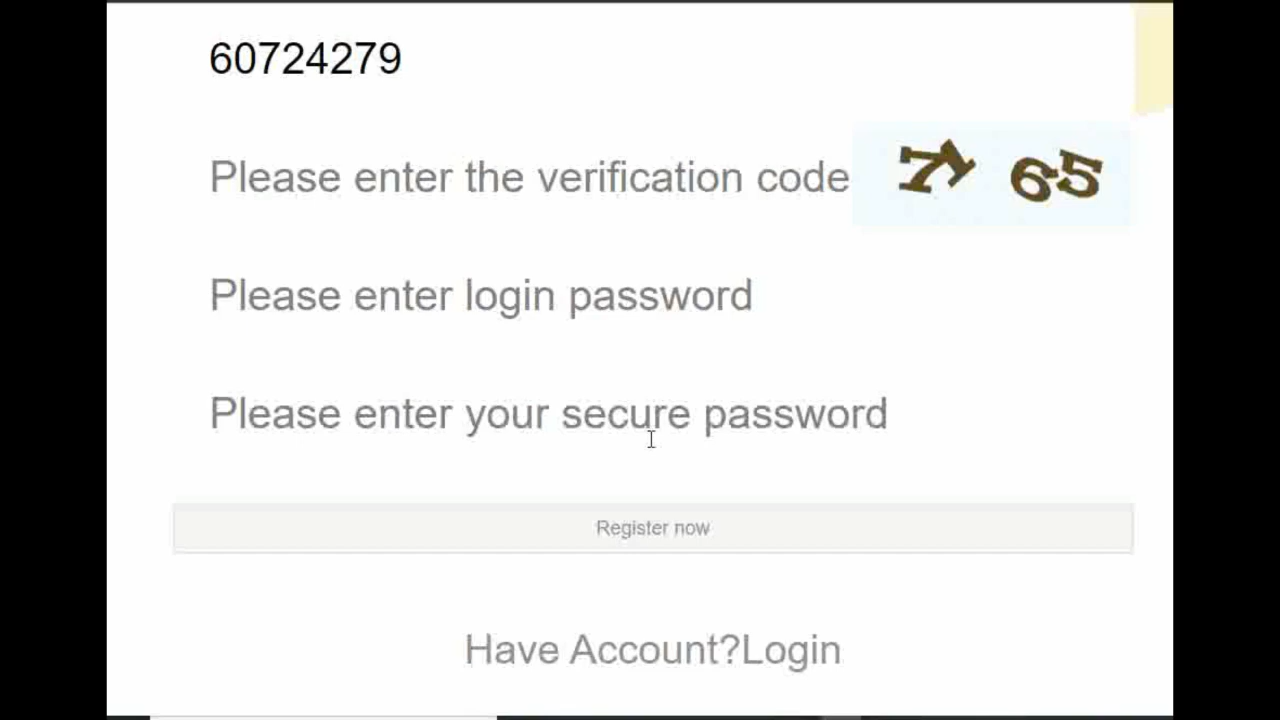 60724279
Please enter the verification code 7165
Please enter login password
Please enter your secure password
Register now
Have Account?Login